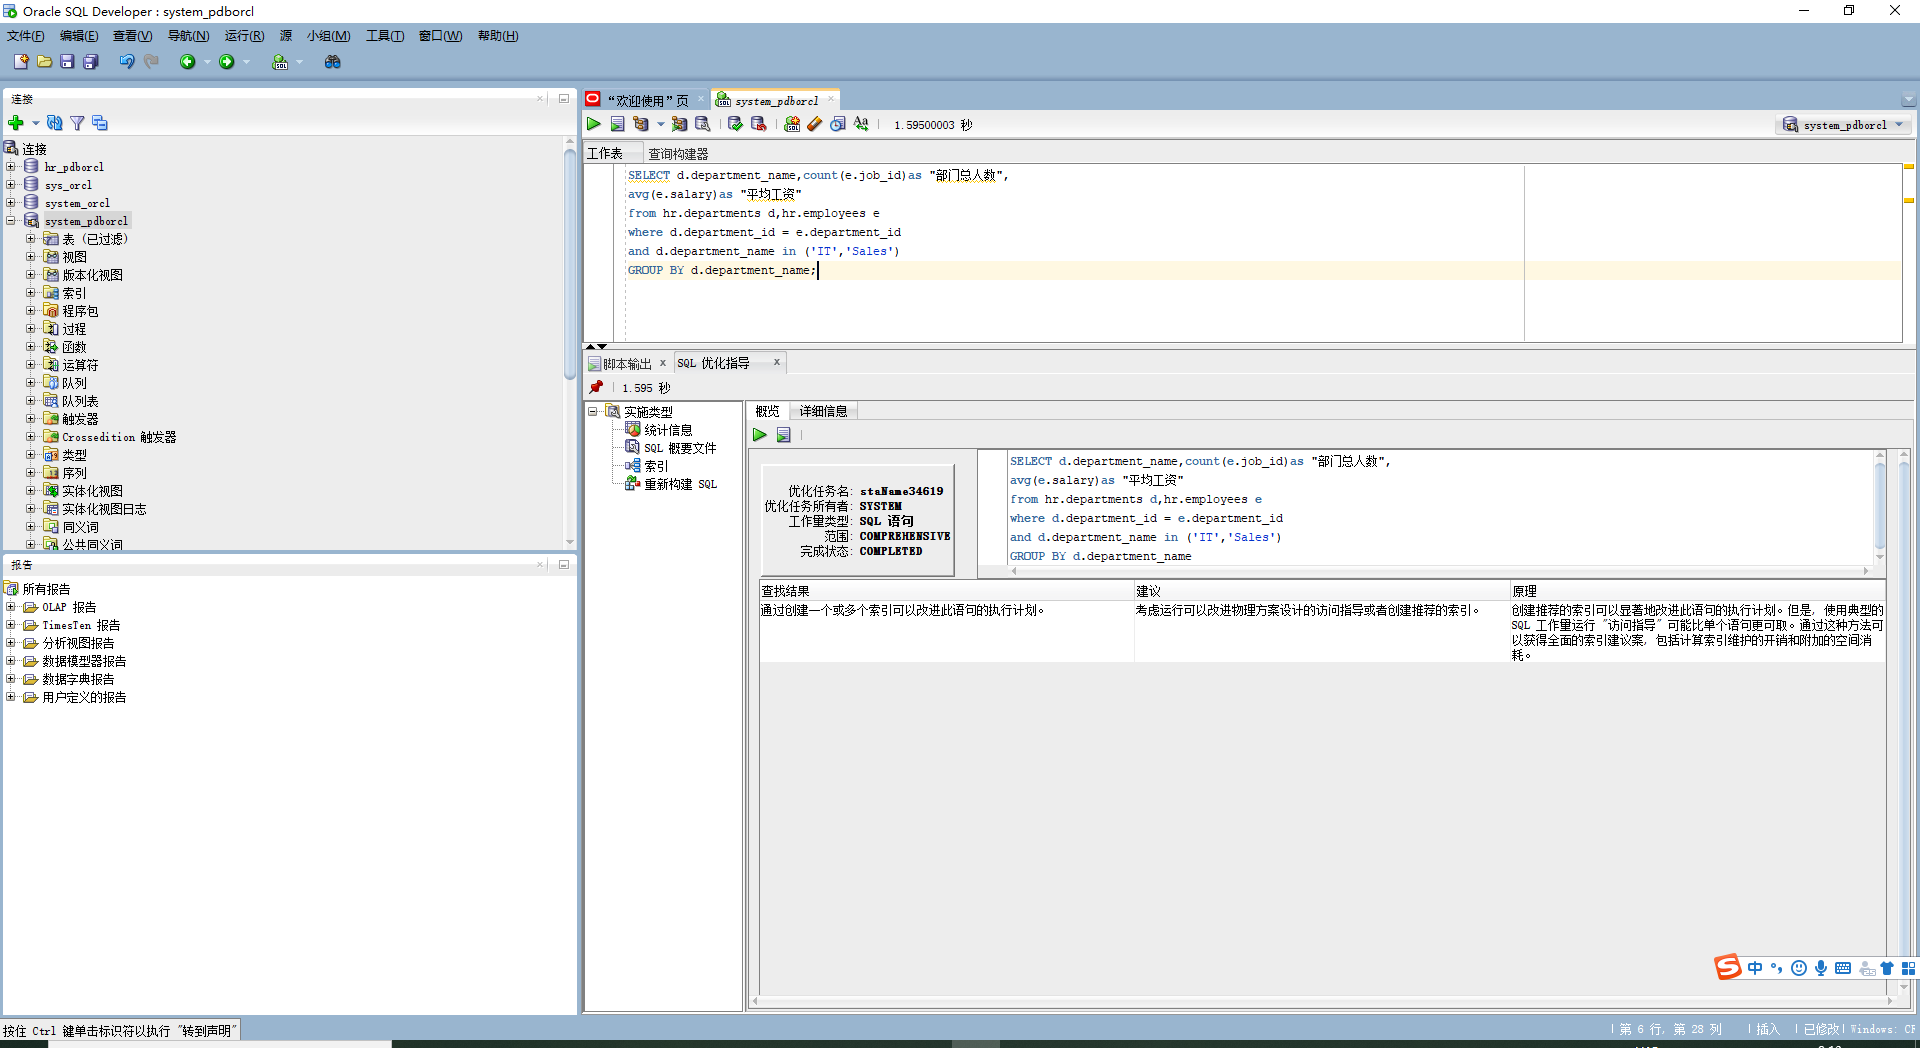 Oracle SQL Developer : system_pdborcl
文件(F) 编辑(E) 查看(V) 导航(N) 运行(R) 源 小组(M) 工具(T) 窗口(W) 帮助(H)
连接
连接
hr_pdborcl
sys_orcl
system_orcl
system_pdborcl
表 (已过滤)
视图
版本化视图
索引
程序包
过程
函数
运算符
队列
队列表
触发器
Crossedition 触发器
类型
序列
实体化视图
实体化视图日志
同义词
公共同义词
报告
所有报告
OLAP 报告
TimesTen 报告
分析视图报告
数据模型器报告
数据字典报告
用户定义的报告
“欢迎使用”页 system_pdborcl
1.59500003 秒 system_pdborcl
工作表 查询构建器
SELECT d.department_name,count(e.job_id)as "部门总人数",
avg(e.salary)as "平均工资"
from hr.departments d,hr.employees e
where d.department_id = e.department_id
and d.department_name in ('IT','Sales')
GROUP BY d.department_name;
脚本输出 x SQL 优化指导 x
1.595 秒
实施类型
统计信息
SQL 概要文件
索引
重新构建 SQL
概览 详细信息
优化任务名: staName34619
优化任务所有者: SYSTEM
工作量类型: SQL 语句
范围: COMPREHENSIVE
完成状态: COMPLETED
SELECT d.department_name,count(e.job_id)as "部门总人数",
avg(e.salary)as "平均工资"
from hr.departments d,hr.employees e
where d.department_id = e.department_id
and d.department_name in ('IT','Sales')
GROUP BY d.department_name
查找结果 建议 原理
通过创建一个或多个索引可以改进此语句的执行计划。 考虑运行可以改进物理方案设计的访问指导或者创建推荐的索引。 创建推荐的索引可以显著地改进此语句的执行计划。但是, 使用典型的
SQL 工作量运行 "访问指导" 可能比单个语句更可取。通过这种方法可
以获得全面的索引建议案, 包括计算索引维护的开销和附加的空间消
耗。
中
按住 Ctrl 键单击标识符以执行 "转到声明"
第 6 行, 第 28 列 插入 已修改 Windows: CF